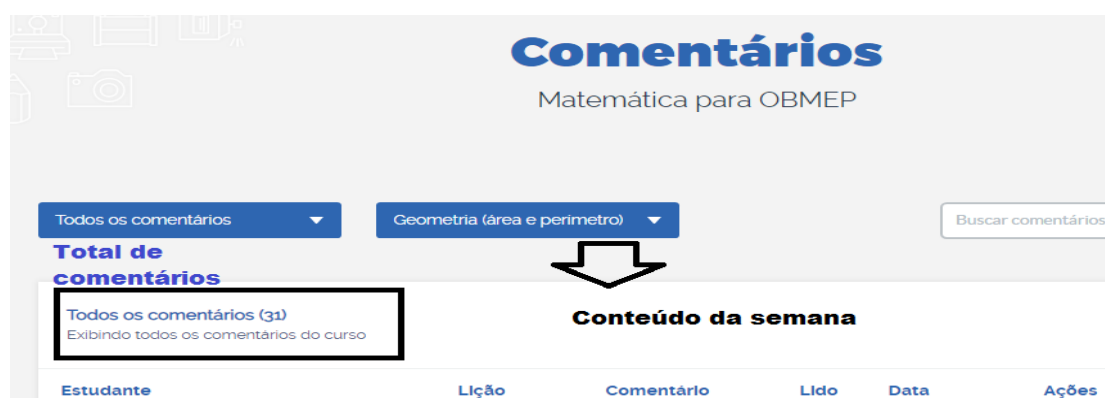 Comentários
Matemática para OBMEP
Todos os comentários
Geometria (área e perímetro)
Buscar comentários
Total de
comentários
Todos os comentários (31)
Exibindo todos os comentários do curso
Conteúdo da semana
Estudante Lição Comentário Lido Data Ações